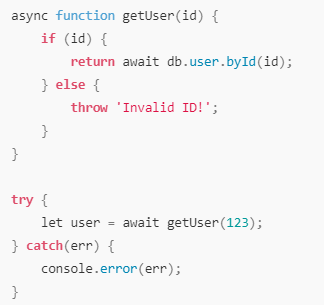 async function getUser(id) {
    if (id) {
        return await db.user.byId(id);
    } else {
        throw 'Invalid ID!';
    }
}

try {
    let user = await getUser(123);
} catch(err) {
    console.error(err);
}